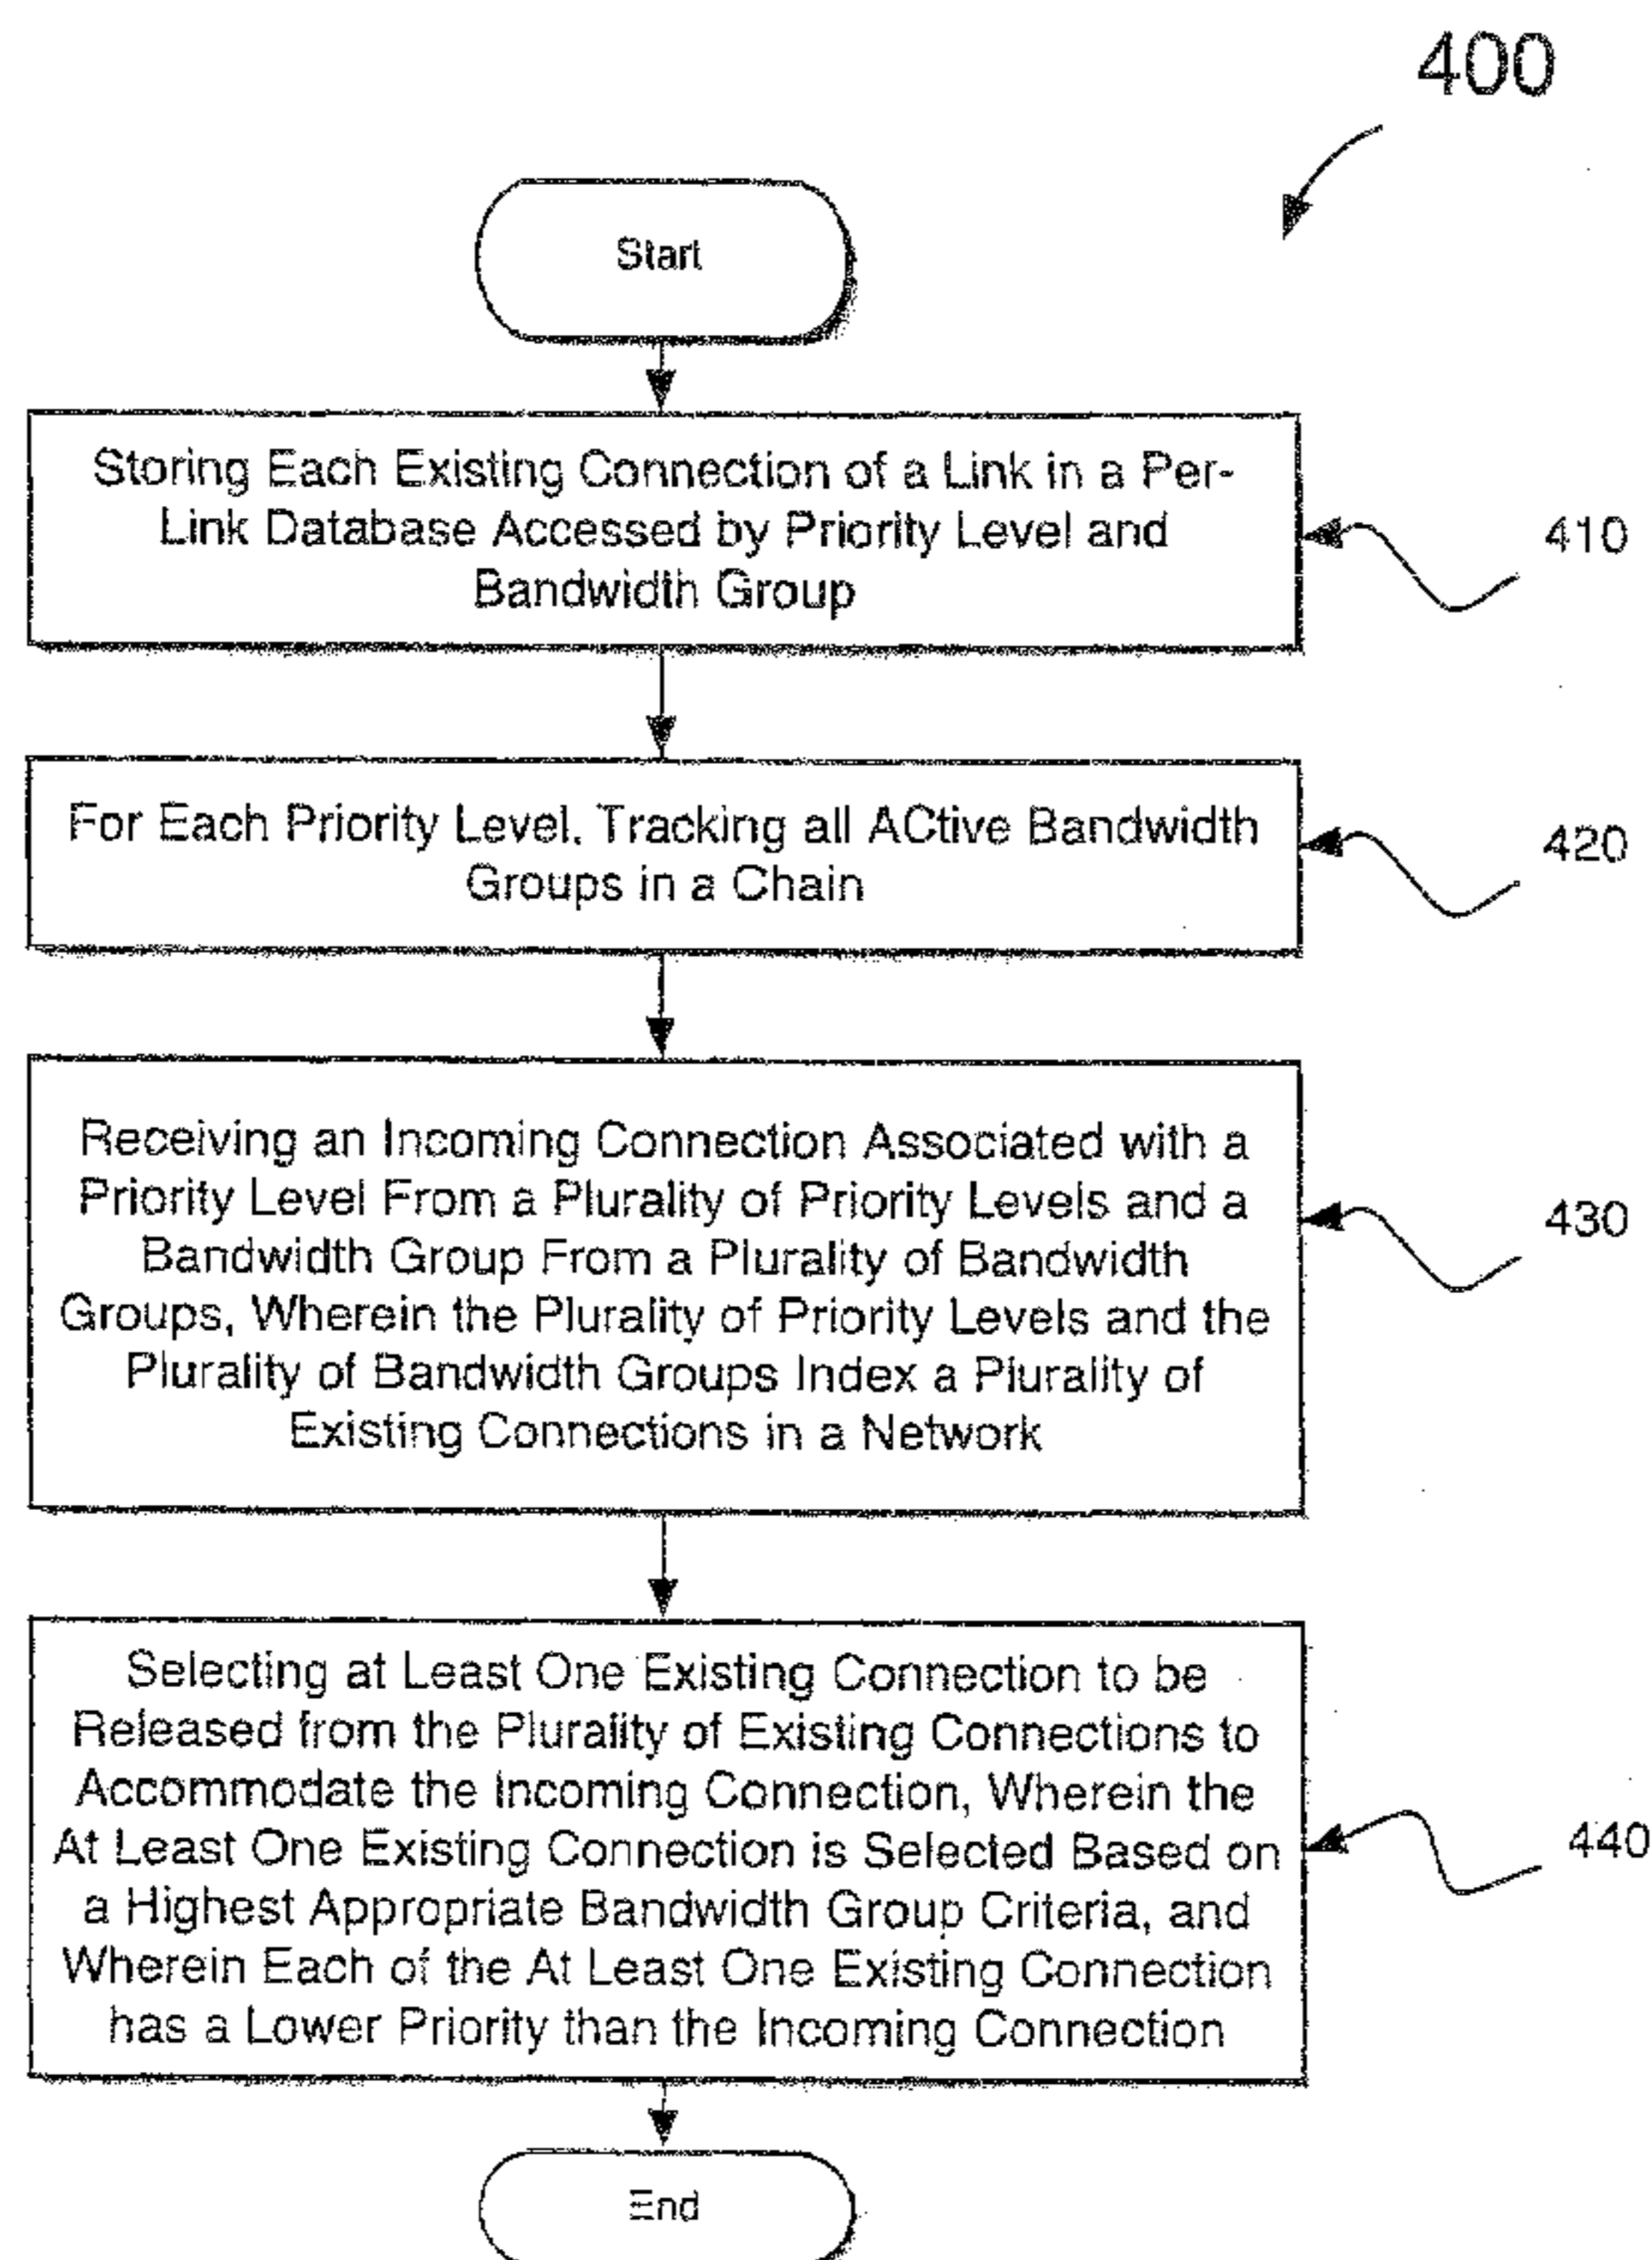 400
Start
Storing Each Existing Connection of a Link in a Per-
Link Database Accessed by Priority Level and
Bandwidth Group
410
For Each Priority Level, Tracking all ACtive Bandwidth
Groups in a Chain
420
Receiving an Incoming Connection Associated with a
Priority Level From a Plurality of Priority Levels and a
Bandwidth Group From a Plurality of Bandwidth
Groups, Wherein the Plurality of Priority Levels and the
Plurality of Bandwidth Groups Index a Plurality of
Existing Connections in a Network
430
Selecting at Least One Existing Connection to be
Released from the Plurality of Existing Connections to
Accommodate the Incoming Connection, Wherein the
At Least One Existing Connection is Selected Based on
a Highest Appropriate Bandwidth Group Criteria, and
Wherein Each of the At Least One Existing Connection
has a Lower Priority than the Incoming Connection
440
End